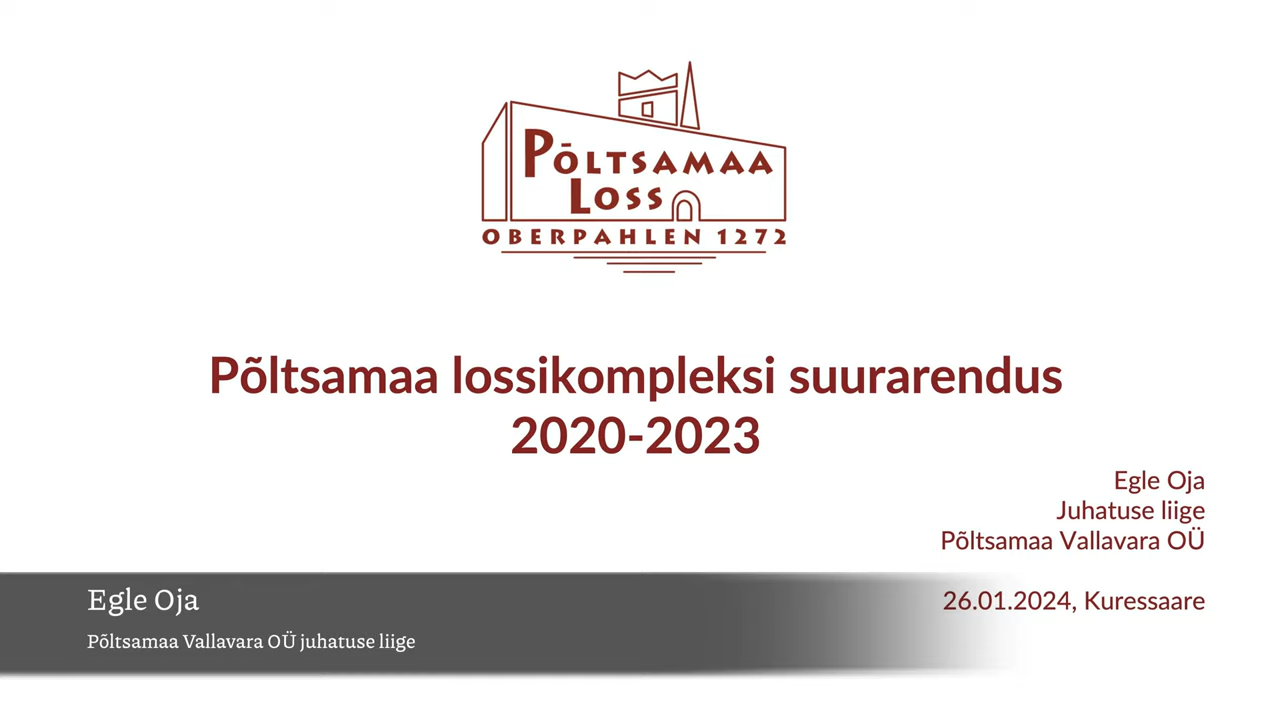 PÕLTSAMAA
LOSS
OBERPAHLEN 1272
Põltsamaa lossikompleksi suurarendus
2020-2023
Egle Oja
Juhatuse liige
Põltsamaa Vallavara OÜ
26.01.2024, Kuressaare
Egle Oja
Põltsamaa Vallavara OÜ juhatuse liige